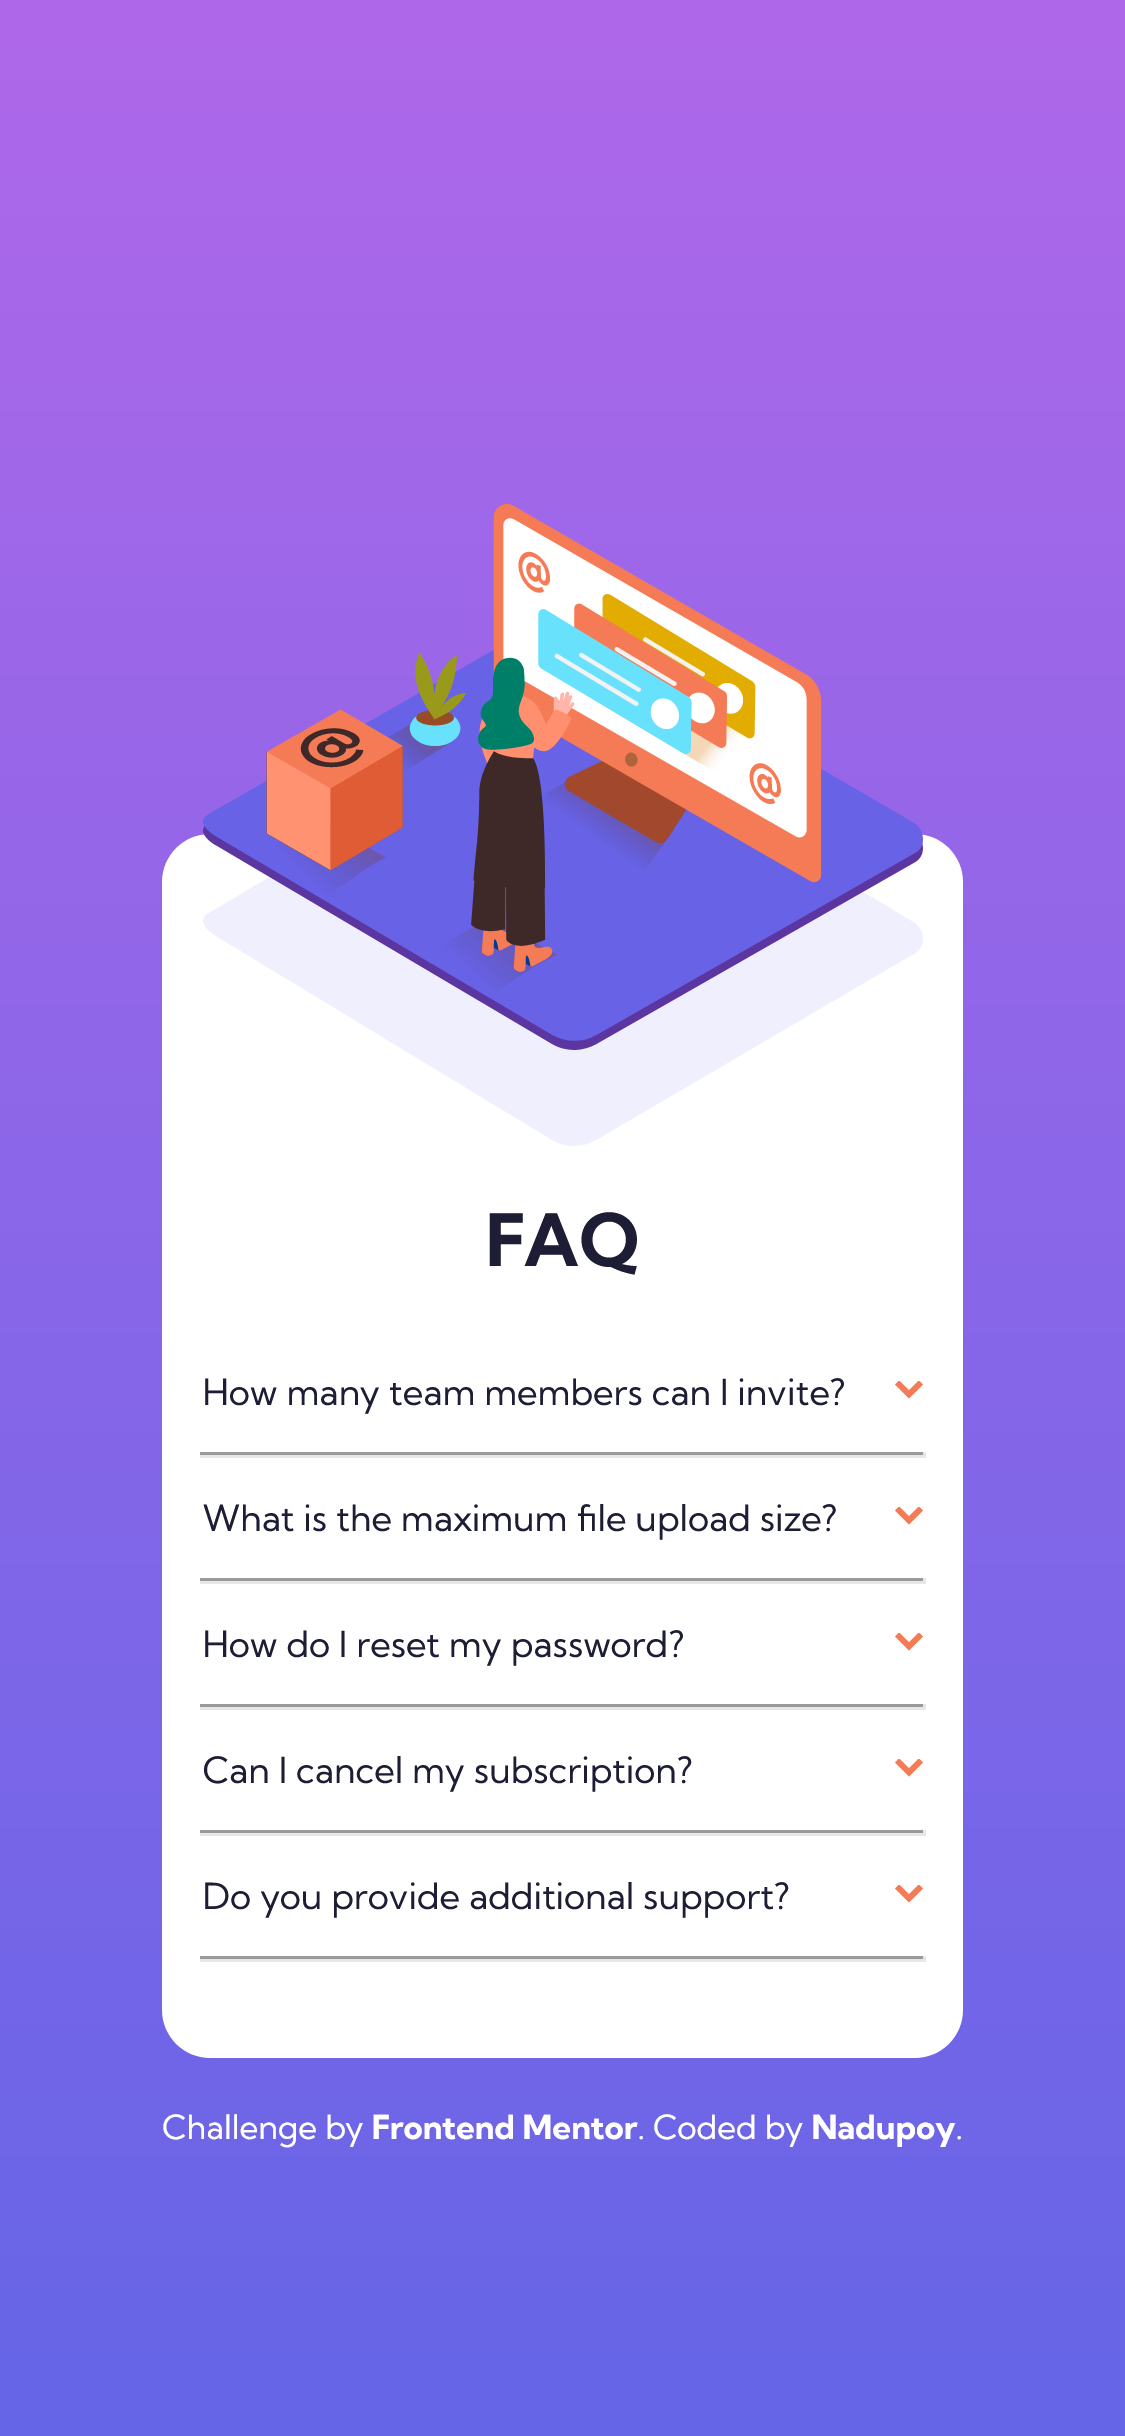 @
@
@
FAQ
How many team members can I invite?
What is the maximum file upload size?
How do I reset my password?
Can I cancel my subscription?
Do you provide additional support?
Challenge by Frontend Mentor. Coded by Nadupoy.